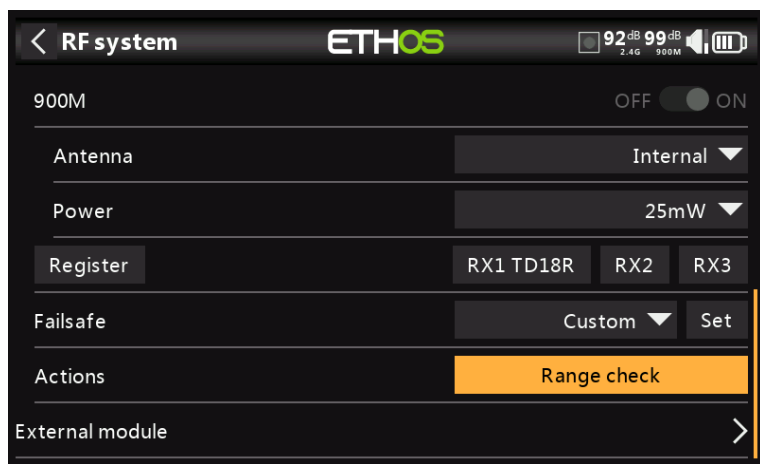 RF system ETHOS 92dB 99dB
2.4G 900M
900M OFF ON
Antenna Internal
Power 25mW
Register RX1 TD18R RX2 RX3
Failsafe Custom Set
Actions Range check
External module